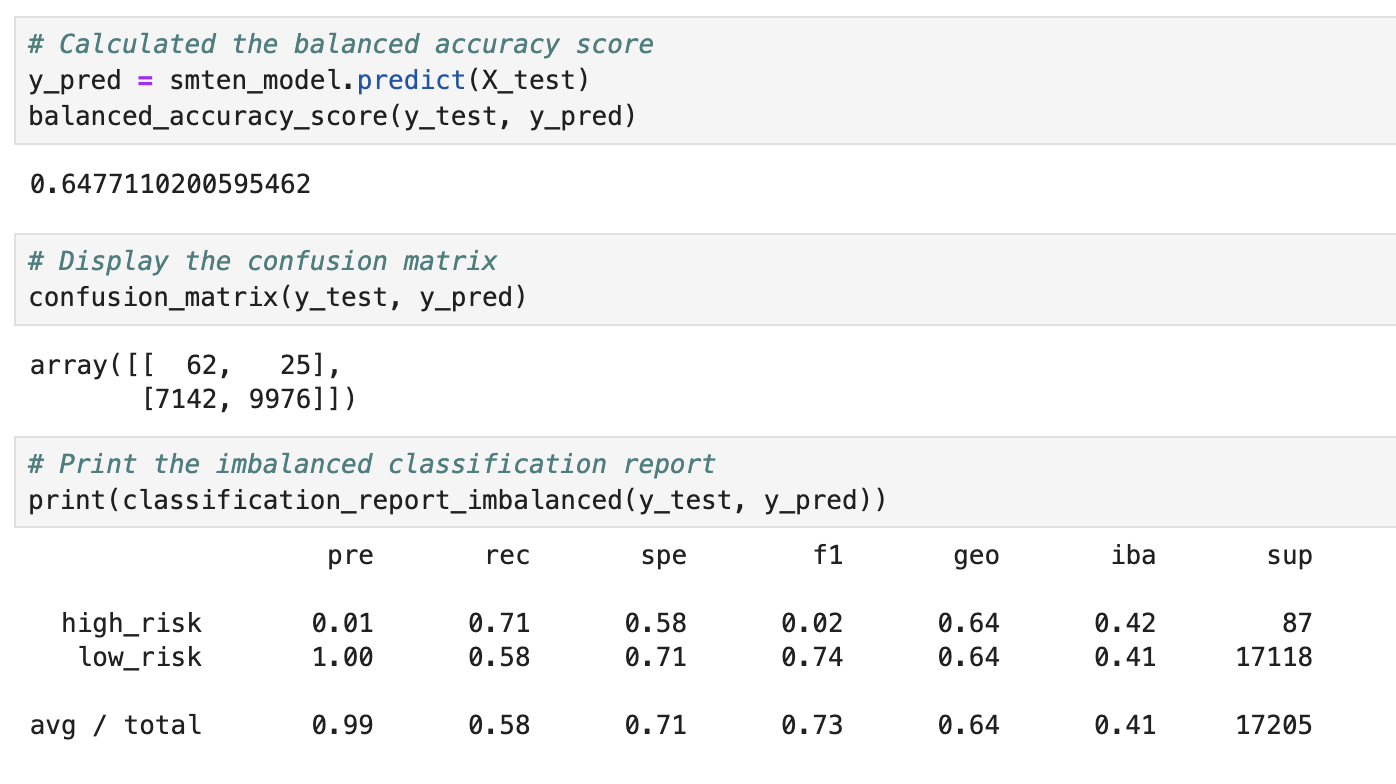 # Calculated the balanced accuracy score
y_pred = smten_model.predict(X_test)
balanced_accuracy_score(y_test, y_pred)
0.6477110200595462
# Display the confusion matrix
confusion_matrix(y_test, y_pred)
array([[  62,   25],
       [7142, 9976]])
# Print the imbalanced classification report
print(classification_report_imbalanced(y_test, y_pred))
                   pre       rec       spe        f1       geo       iba       sup
  high_risk       0.01      0.71      0.58      0.02      0.64      0.42        87
   low_risk       1.00      0.58      0.71      0.74      0.64      0.41     17118
avg / total       0.99      0.58      0.71      0.73      0.64      0.41     17205